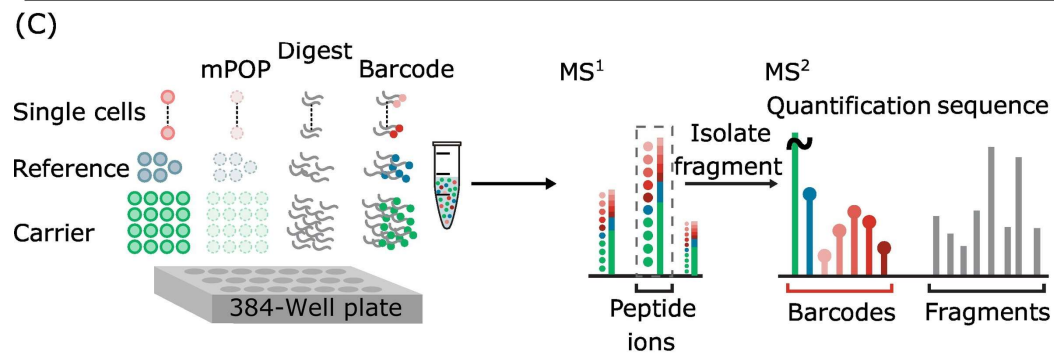 (C)
Digest
mPOP
Barcode
Single cells
Reference
Carrier
384-Well plate
MS¹
Isolate
fragment
Peptide
ions
MS²
Quantification sequence
Barcodes
Fragments